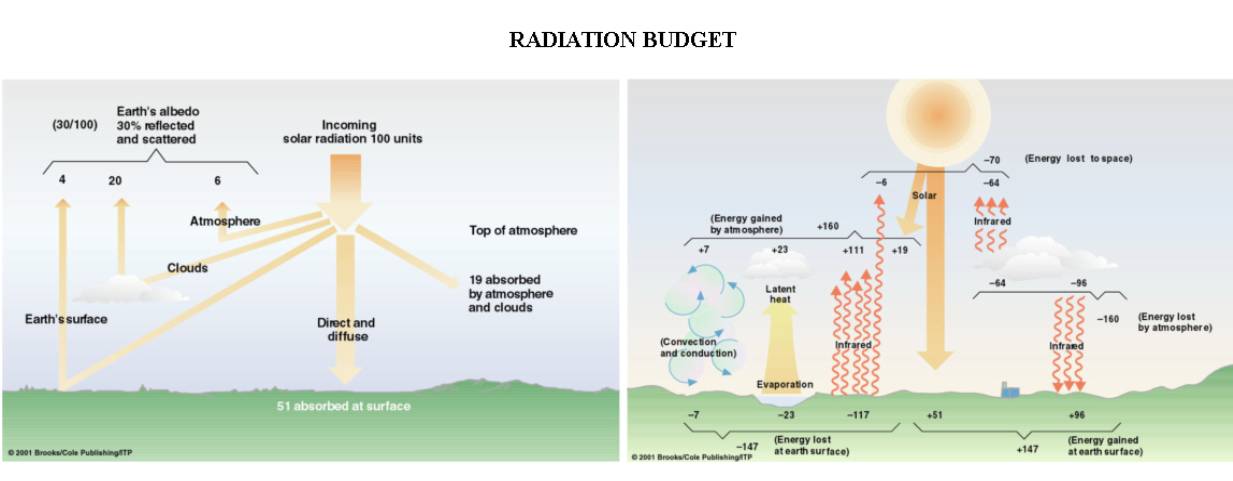 RADIATION BUDGET
Earth's albedo
(30/100) 30% reflected
and scattered
Incoming
solar radiation 100 units
4 20 6
Atmosphere
Top of atmosphere
Clouds
19 absorbed
by atmosphere
and clouds
Earth's surface
Direct and
diffuse
51 absorbed at surface
© 2001 Brooks/Cole Publishing/ITP
−70 (Energy lost to space)
−6 −64
Solar
Infrared
(Energy gained
by atmosphere)
+160
+7 +23 +111 +19
Latent
heat
−64 −96
−160 (Energy lost
by atmosphere)
(Convection
and conduction)
Infrared
Infrared
Evaporation
−7 −23 −117 +51 +96
−147 (Energy lost
at earth surface)
+147 (Energy gained
at earth surface)
© 2001 Brooks/Cole Publishing/ITP